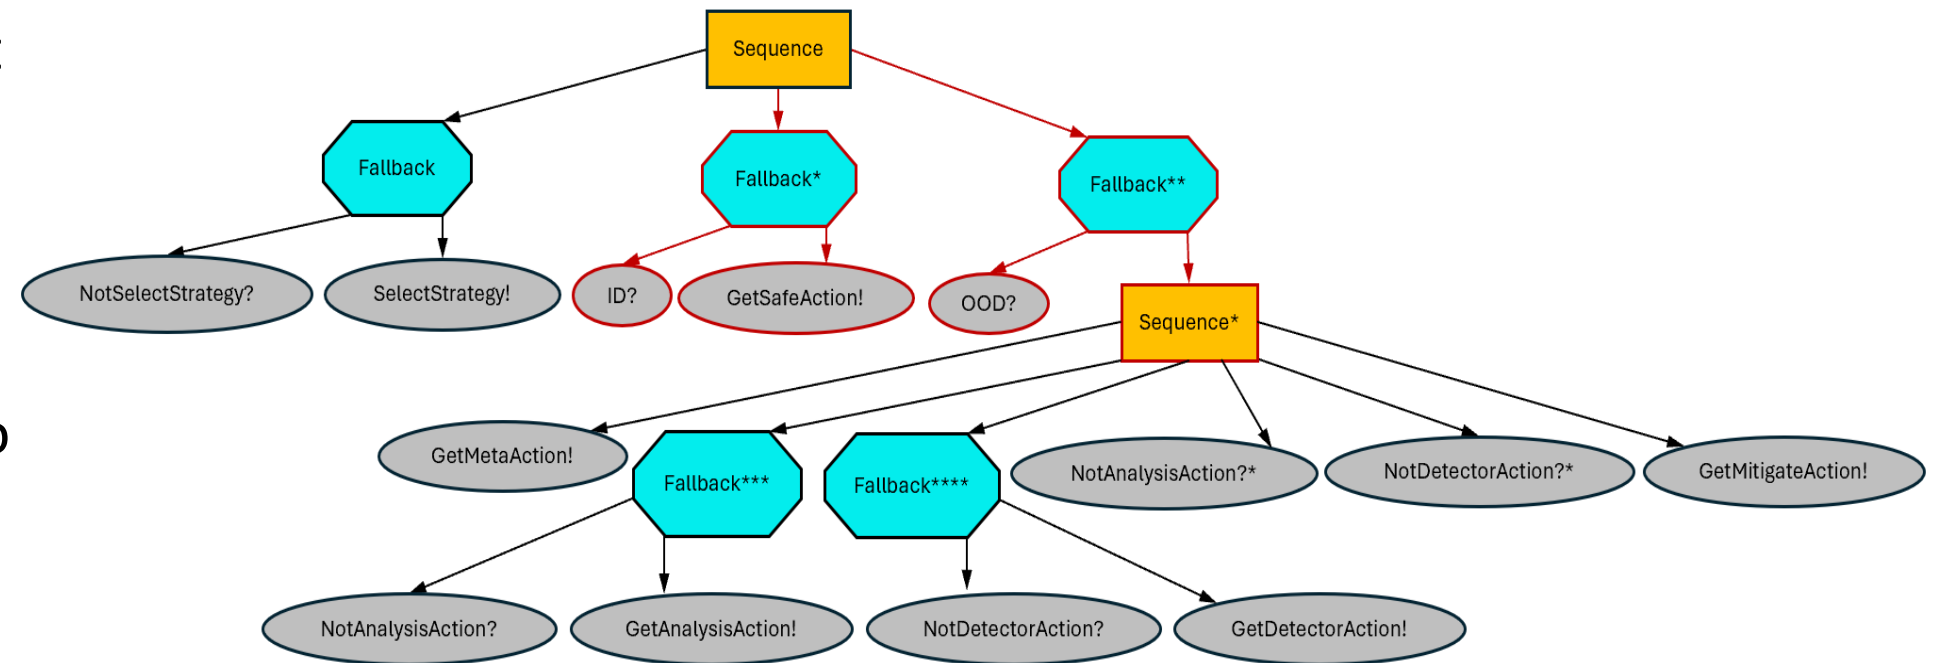 Sequence
Fallback
Fallback*
Fallback**
NotSelectStrategy?
SelectStrategy!
ID?
GetSafeAction!
OOD?
Sequence*
GetMetaAction!
Fallback***
Fallback****
NotAnalysisAction?*
NotDetectorAction?*
GetMitigateAction!
NotAnalysisAction?
GetAnalysisAction!
NotDetectorAction?
GetDetectorAction!